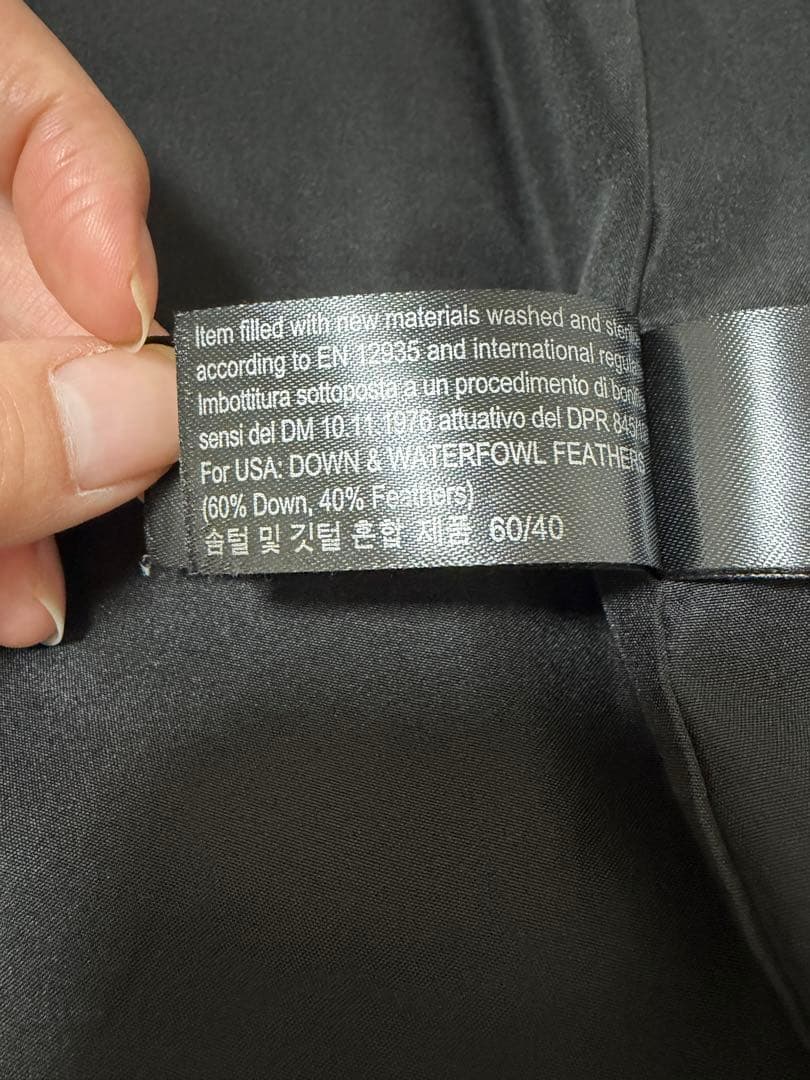 Item filled with new materials washed and
according to EN 12935 and international
Imbottitura sottoposta a un procedimento di
sensi del DM 10.11.1976 attuativo del DPR
For USA: DOWN & WATERFOWL FEATHERS
(60% Down, 40% Feathers)
솜털 및 깃털 혼합 제품 60/40